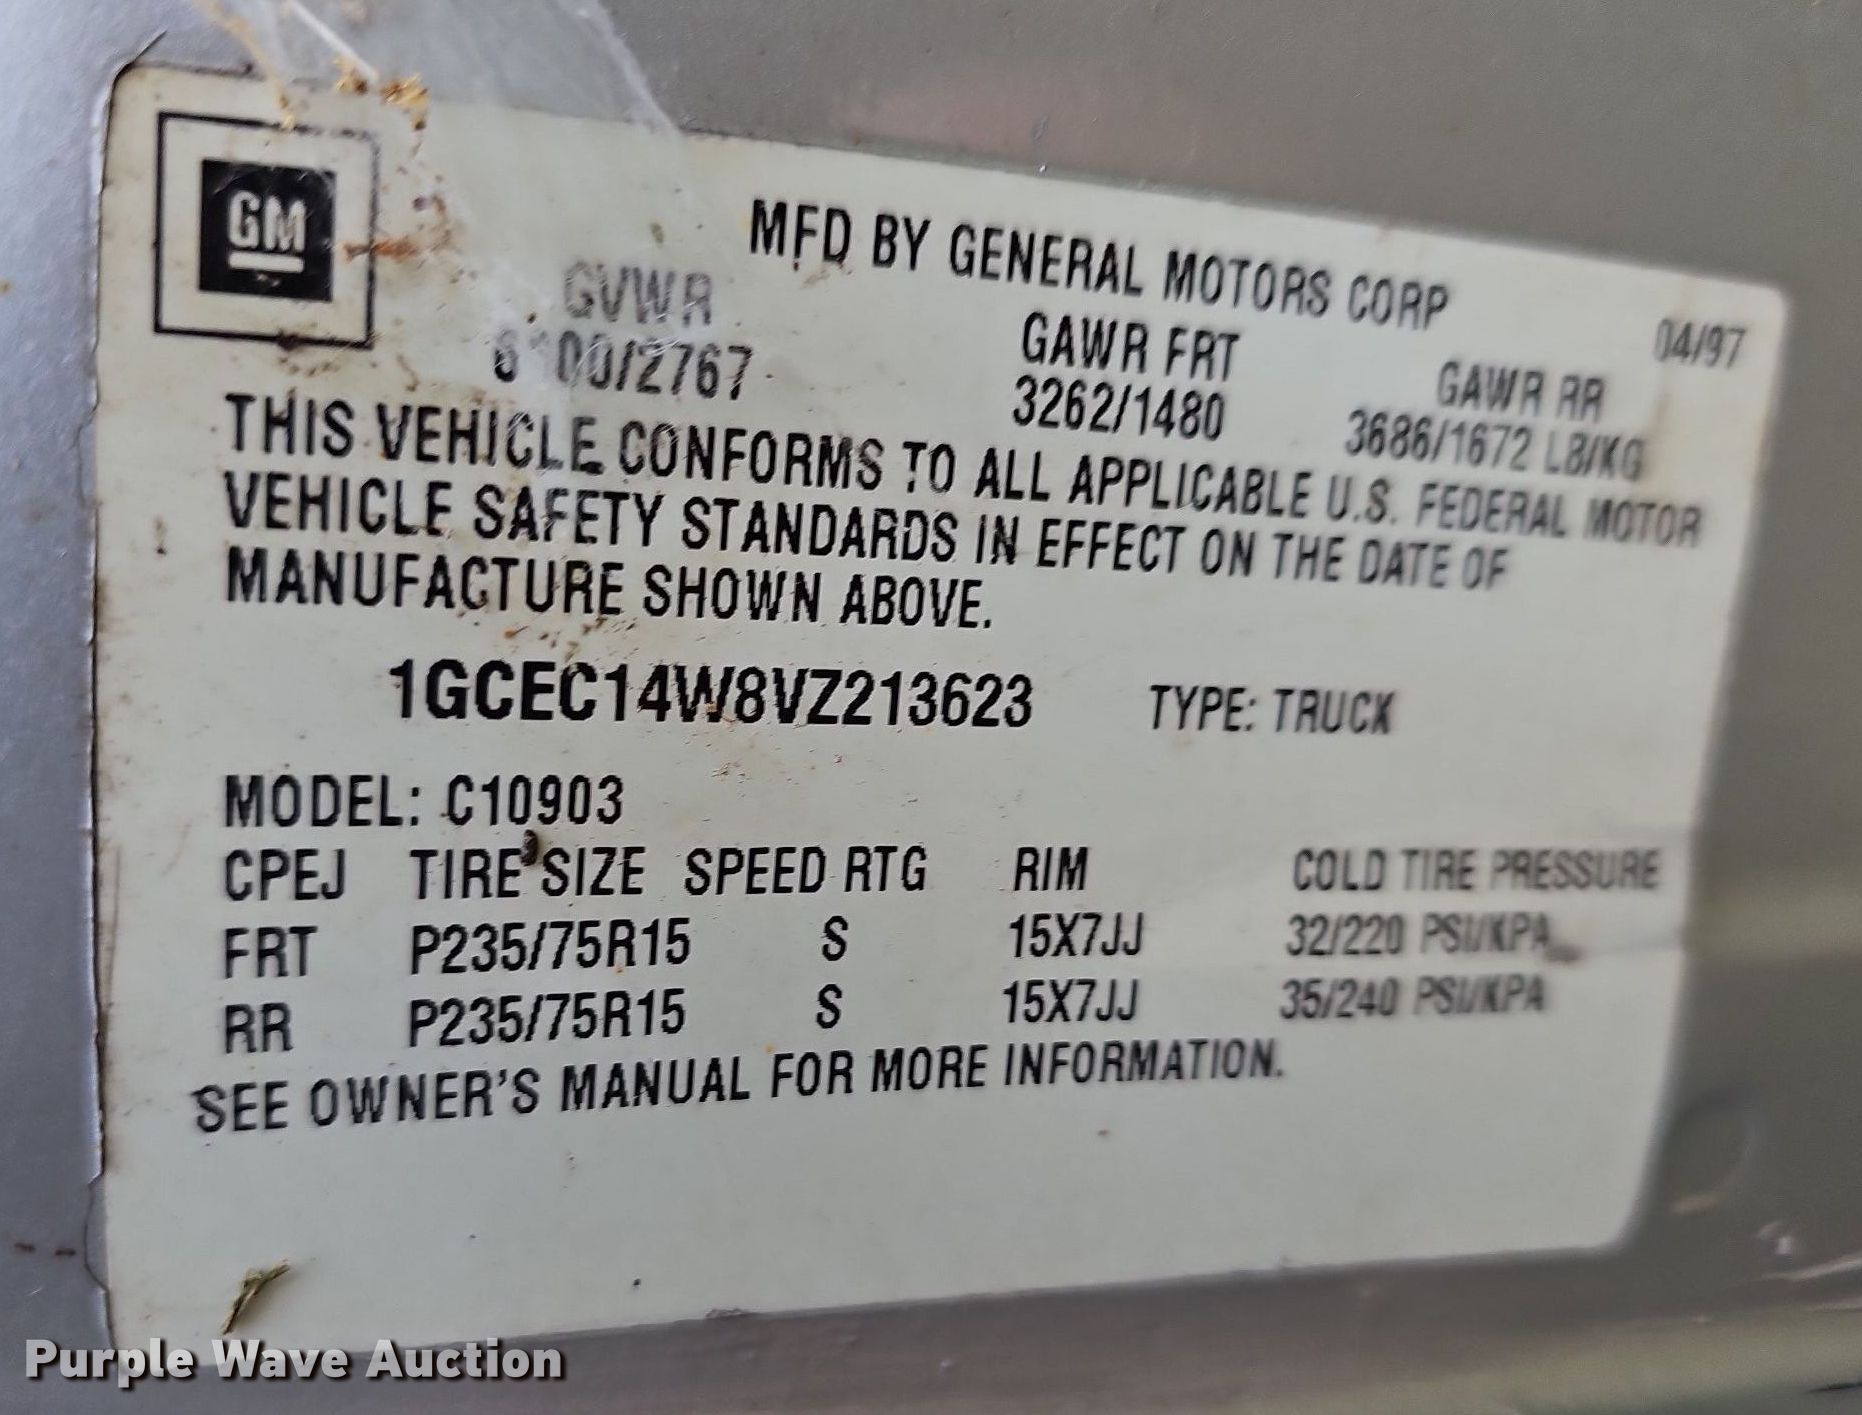 GM
MFD BY GENERAL MOTORS CORP
04/97
GVWR GAWR FRT GAWR RR
00/2767 3262/1480 3686/1672 LB/KG
THIS VEHICLE CONFORMS TO ALL APPLICABLE U.S. FEDERAL MOTOR
VEHICLE SAFETY STANDARDS IN EFFECT ON THE DATE OF
MANUFACTURE SHOWN ABOVE.
1GCEC14W8VZ213623 TYPE: TRUCK
MODEL: C10903
CPEJ TIRE SIZE SPEED RTG RIM COLD TIRE PRESSURE
FRT P235/75R15 S 15X7JJ 32/220 PSI/KPA
RR P235/75R15 S 15X7JJ 35/240 PSI/KPA
SEE OWNER'S MANUAL FOR MORE INFORMATION.
Purple Wave Auction